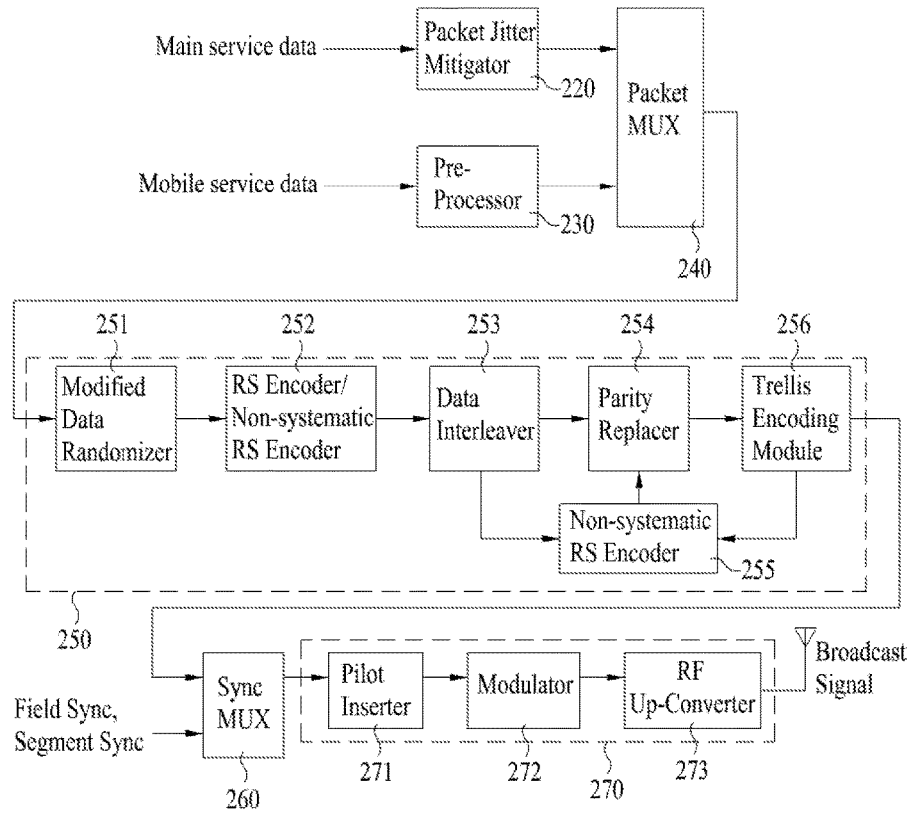 Main service data
Packet Jitter
Mitigator
220
Packet
MUX
Mobile service data
Pre-
Processor
230
240
251
252
253
254
256
Modified
Data
Randomizer
RS Encoder/
Non-systematic
RS Encoder
Data
Interleaver
Parity
Replacer
Trellis
Encoding
Module
Non-systematic
RS Encoder
255
250
Field Sync,
Segment Sync
Sync
MUX
260
Pilot
Inserter
271
Modulator
272
RF
Up-Converter
273
270
Broadcast
Signal